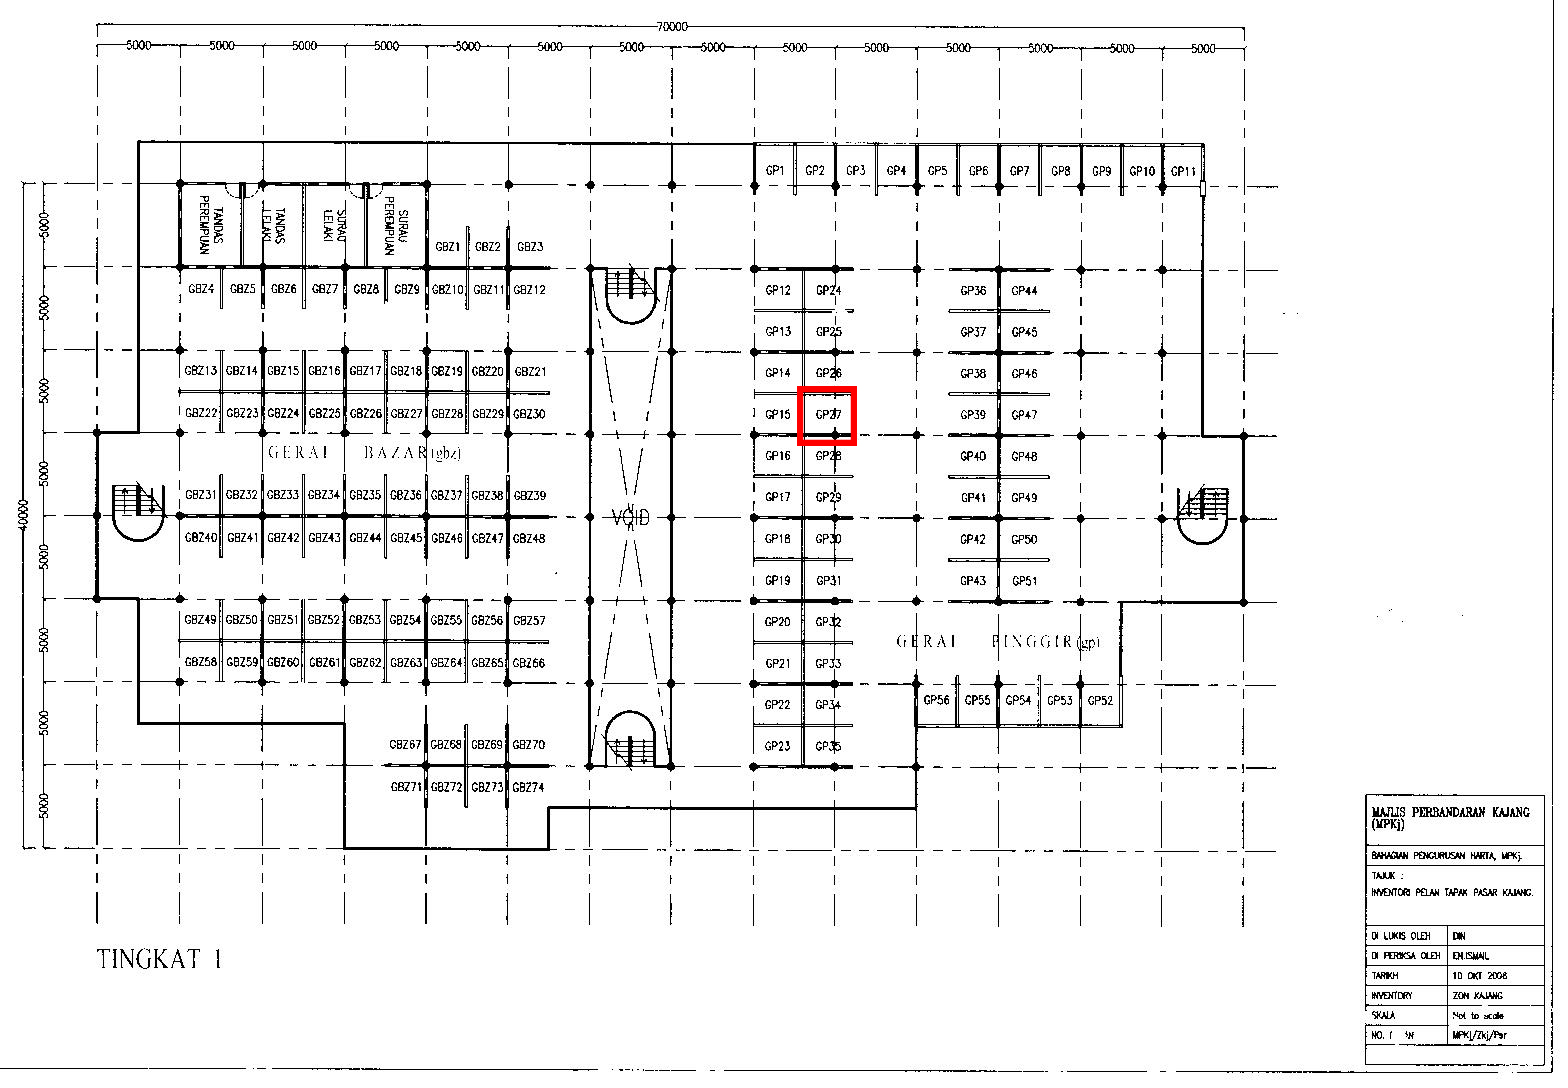 70000
5000 5000 5000 5000 5000 5000 5000 5000 5000 5000 5000 5000 5000 5000
GP1 GP2 GP3 GP4 GP5 GP6 GP7 GP8 GP9 GP10 GP11
TANDAS PEREMPUAN
TANDAS LELAKI
SURAU LELAKI
SURAU PEREMPUAN
GBZ1 GBZ2 GBZ3
GBZ4 GBZ5 GBZ6 GBZ7 GBZ8 GBZ9 GBZ10 GBZ11 GBZ12
GBZ13 GBZ14 GBZ15 GBZ16 GBZ17 GBZ18 GBZ19 GBZ20 GBZ21
GBZ22 GBZ23 GBZ24 GBZ25 GBZ26 GBZ27 GBZ28 GBZ29 GBZ30
GERAI BAZAR(gbz)
GBZ31 GBZ32 GBZ33 GBZ34 GBZ35 GBZ36 GBZ37 GBZ38 GBZ39
GBZ40 GBZ41 GBZ42 GBZ43 GBZ44 GBZ45 GBZ46 GBZ47 GBZ48
GBZ49 GBZ50 GBZ51 GBZ52 GBZ53 GBZ54 GBZ55 GBZ56 GBZ57
GBZ58 GBZ59 GBZ60 GBZ61 GBZ62 GBZ63 GBZ64 GBZ65 GBZ66
GBZ67 GBZ68 GBZ69 GBZ70
GBZ71 GBZ72 GBZ73 GBZ74
40000
5000
5000
5000
5000
5000
5000
5000
5000
VOID
GP12 GP24
GP13 GP25
GP14 GP26
GP15 GP27
GP16 GP28
GP17 GP29
GP18 GP30
GP19 GP31
GP20 GP32
GP21 GP33
GP22 GP34
GP23 GP35
GP36 GP44
GP37 GP45
GP38 GP46
GP39 GP47
GP40 GP48
GP41 GP49
GP42 GP50
GP43 GP51
GERAI PINGGIR(gp)
GP56 GP55 GP54 GP53 GP52
TINGKAT 1
MAJLIS PERBANDARAN KAJANG
(MPKj)
BAHAGIAN PENGURUSAN HARTA, MPKj.
TAJUK :
INVENTORI PELAN TAPAK PASAR KAJANG.
DI LUKIS OLEH DIN
DI PERIKSA OLEH EN.ISMAIL
TARIKH 10 OKT 2008
INVENTORY ZON KAJANG
SKALA Not to scale
NO. MPKj/Zkj/Psr